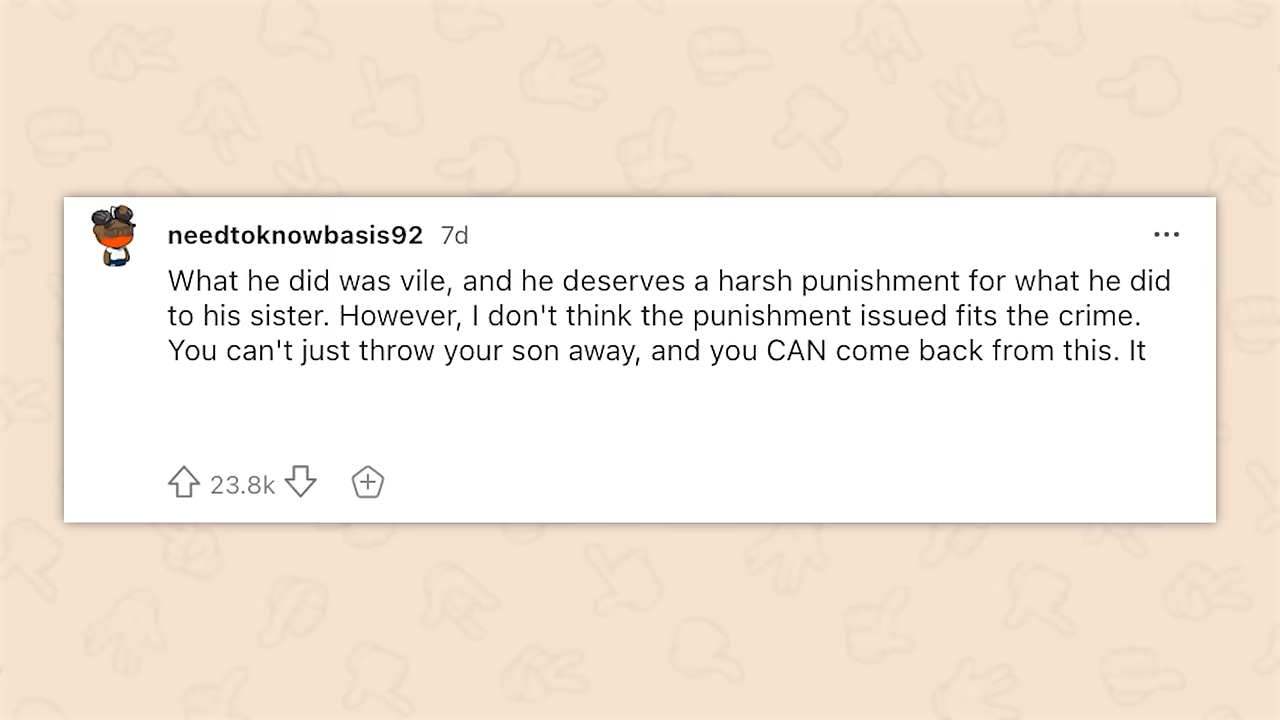 needtoknowbasis92 7d
What he did was vile, and he deserves a harsh punishment for what he did
to his sister. However, I don't think the punishment issued fits the crime.
You can't just throw your son away, and you CAN come back from this. It
23.8k